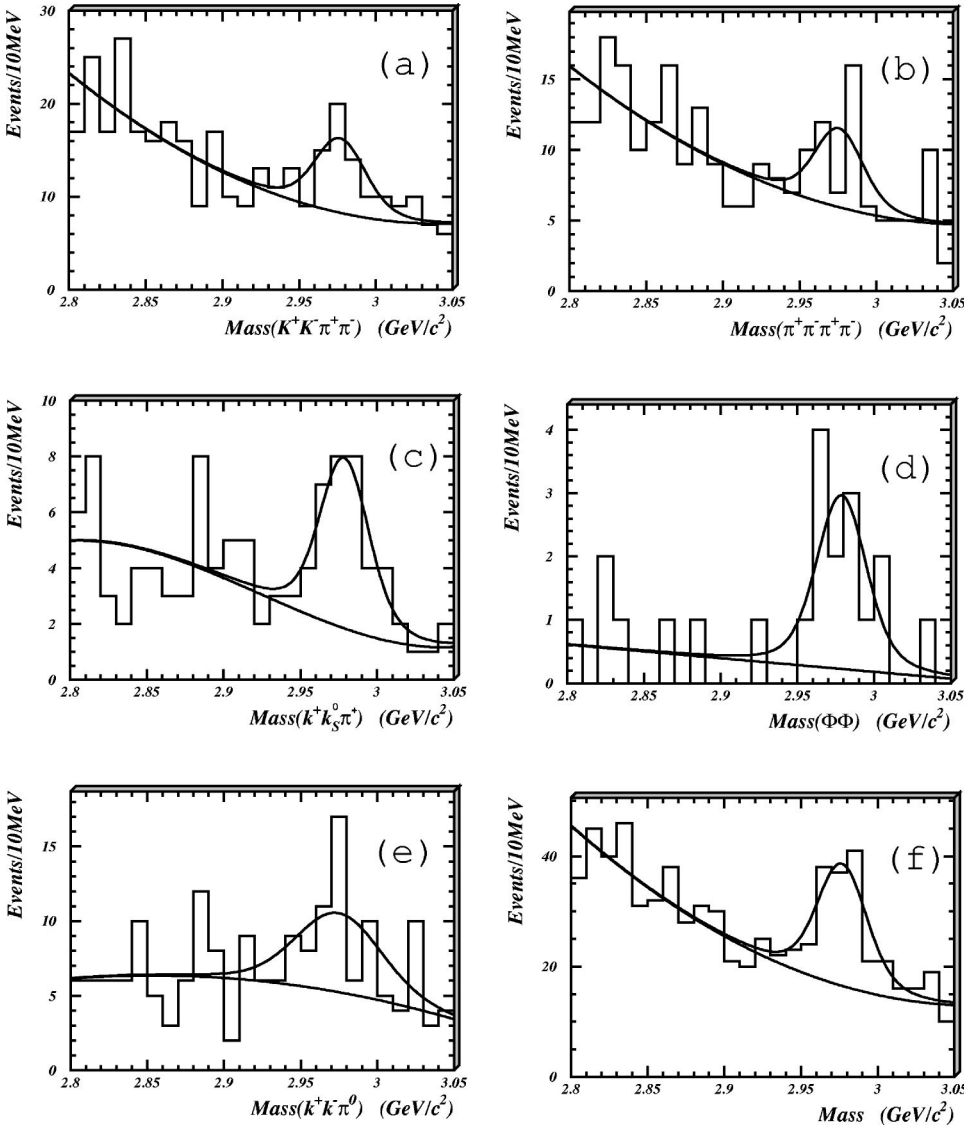 Events/10MeV
30
20
10
0
(a)
2.8 2.85 2.9 2.95 3 3.05
Mass(K⁺K⁻π⁺π⁻) (GeV/c²)
Events/10MeV
15
10
5
0
(b)
2.8 2.85 2.9 2.95 3 3.05
Mass(π⁺π⁻π⁺π⁻) (GeV/c²)
Events/10MeV
10
8
6
4
2
0
(c)
2.8 2.85 2.9 2.95 3 3.05
Mass(k⁺k⁰Sπ⁺) (GeV/c²)
Events/10MeV
4
3
2
1
0
(d)
2.8 2.85 2.9 2.95 3 3.05
Mass(ΦΦ) (GeV/c²)
Events/10MeV
15
10
5
0
(e)
2.8 2.85 2.9 2.95 3 3.05
Mass(k⁺k⁻π⁰) (GeV/c²)
Events/10MeV
40
20
0
(f)
2.8 2.85 2.9 2.95 3 3.05
Mass (GeV/c²)